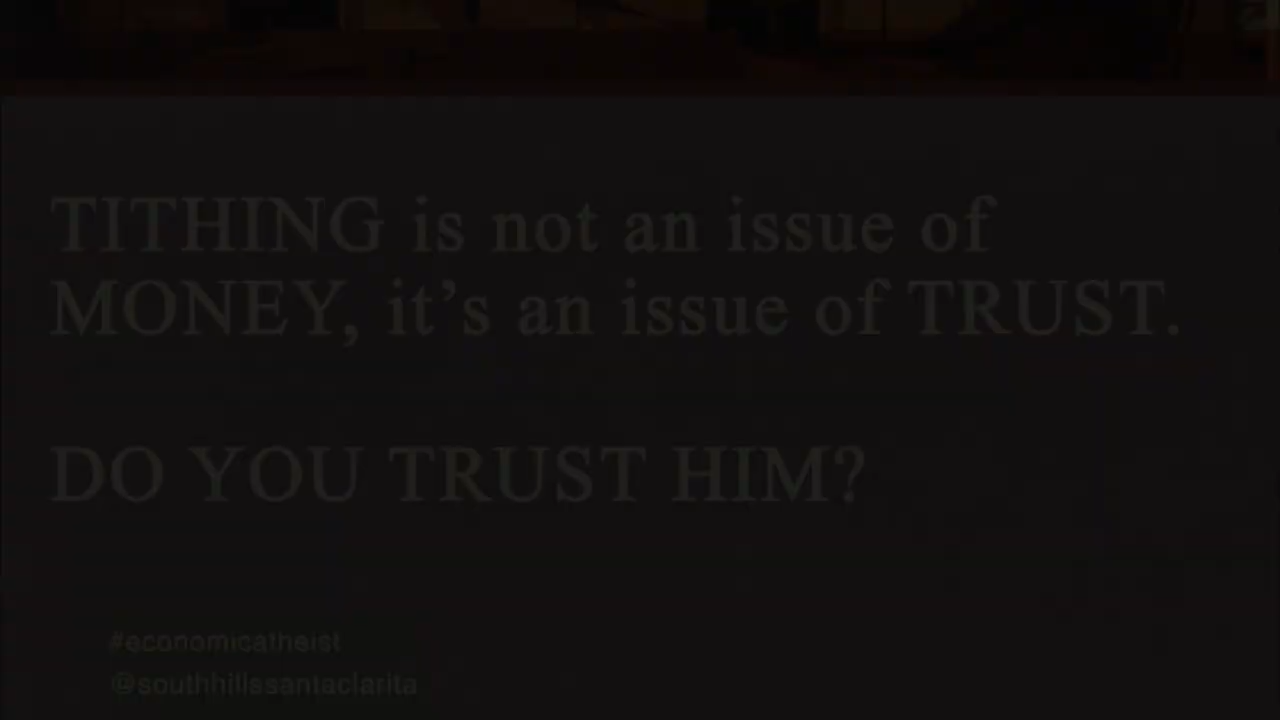 TITHING is not an issue of
MONEY, it’s an issue of TRUST.
DO YOU TRUST HIM?
#economicatheist
@southhillssantaclarita